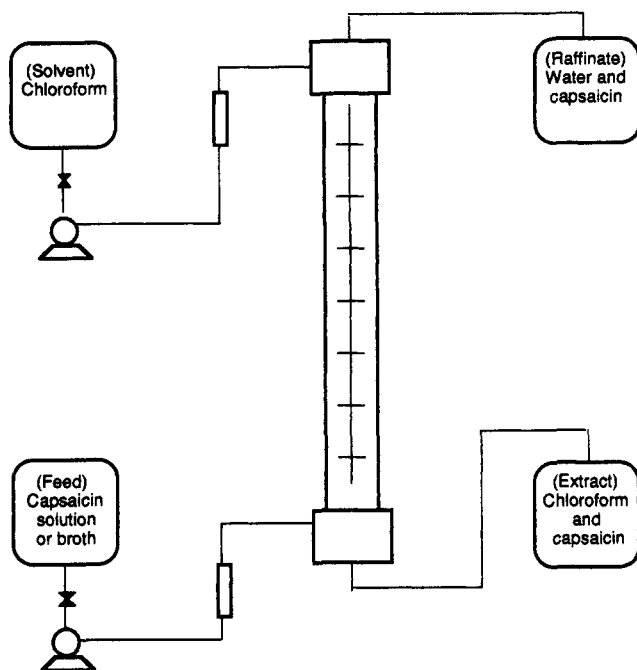 (Solvent)
Chloroform
(Raffinate)
Water and
capsaicin
(Feed)
Capsaicin
solution
or broth
(Extract)
Chloroform
and
capsaicin